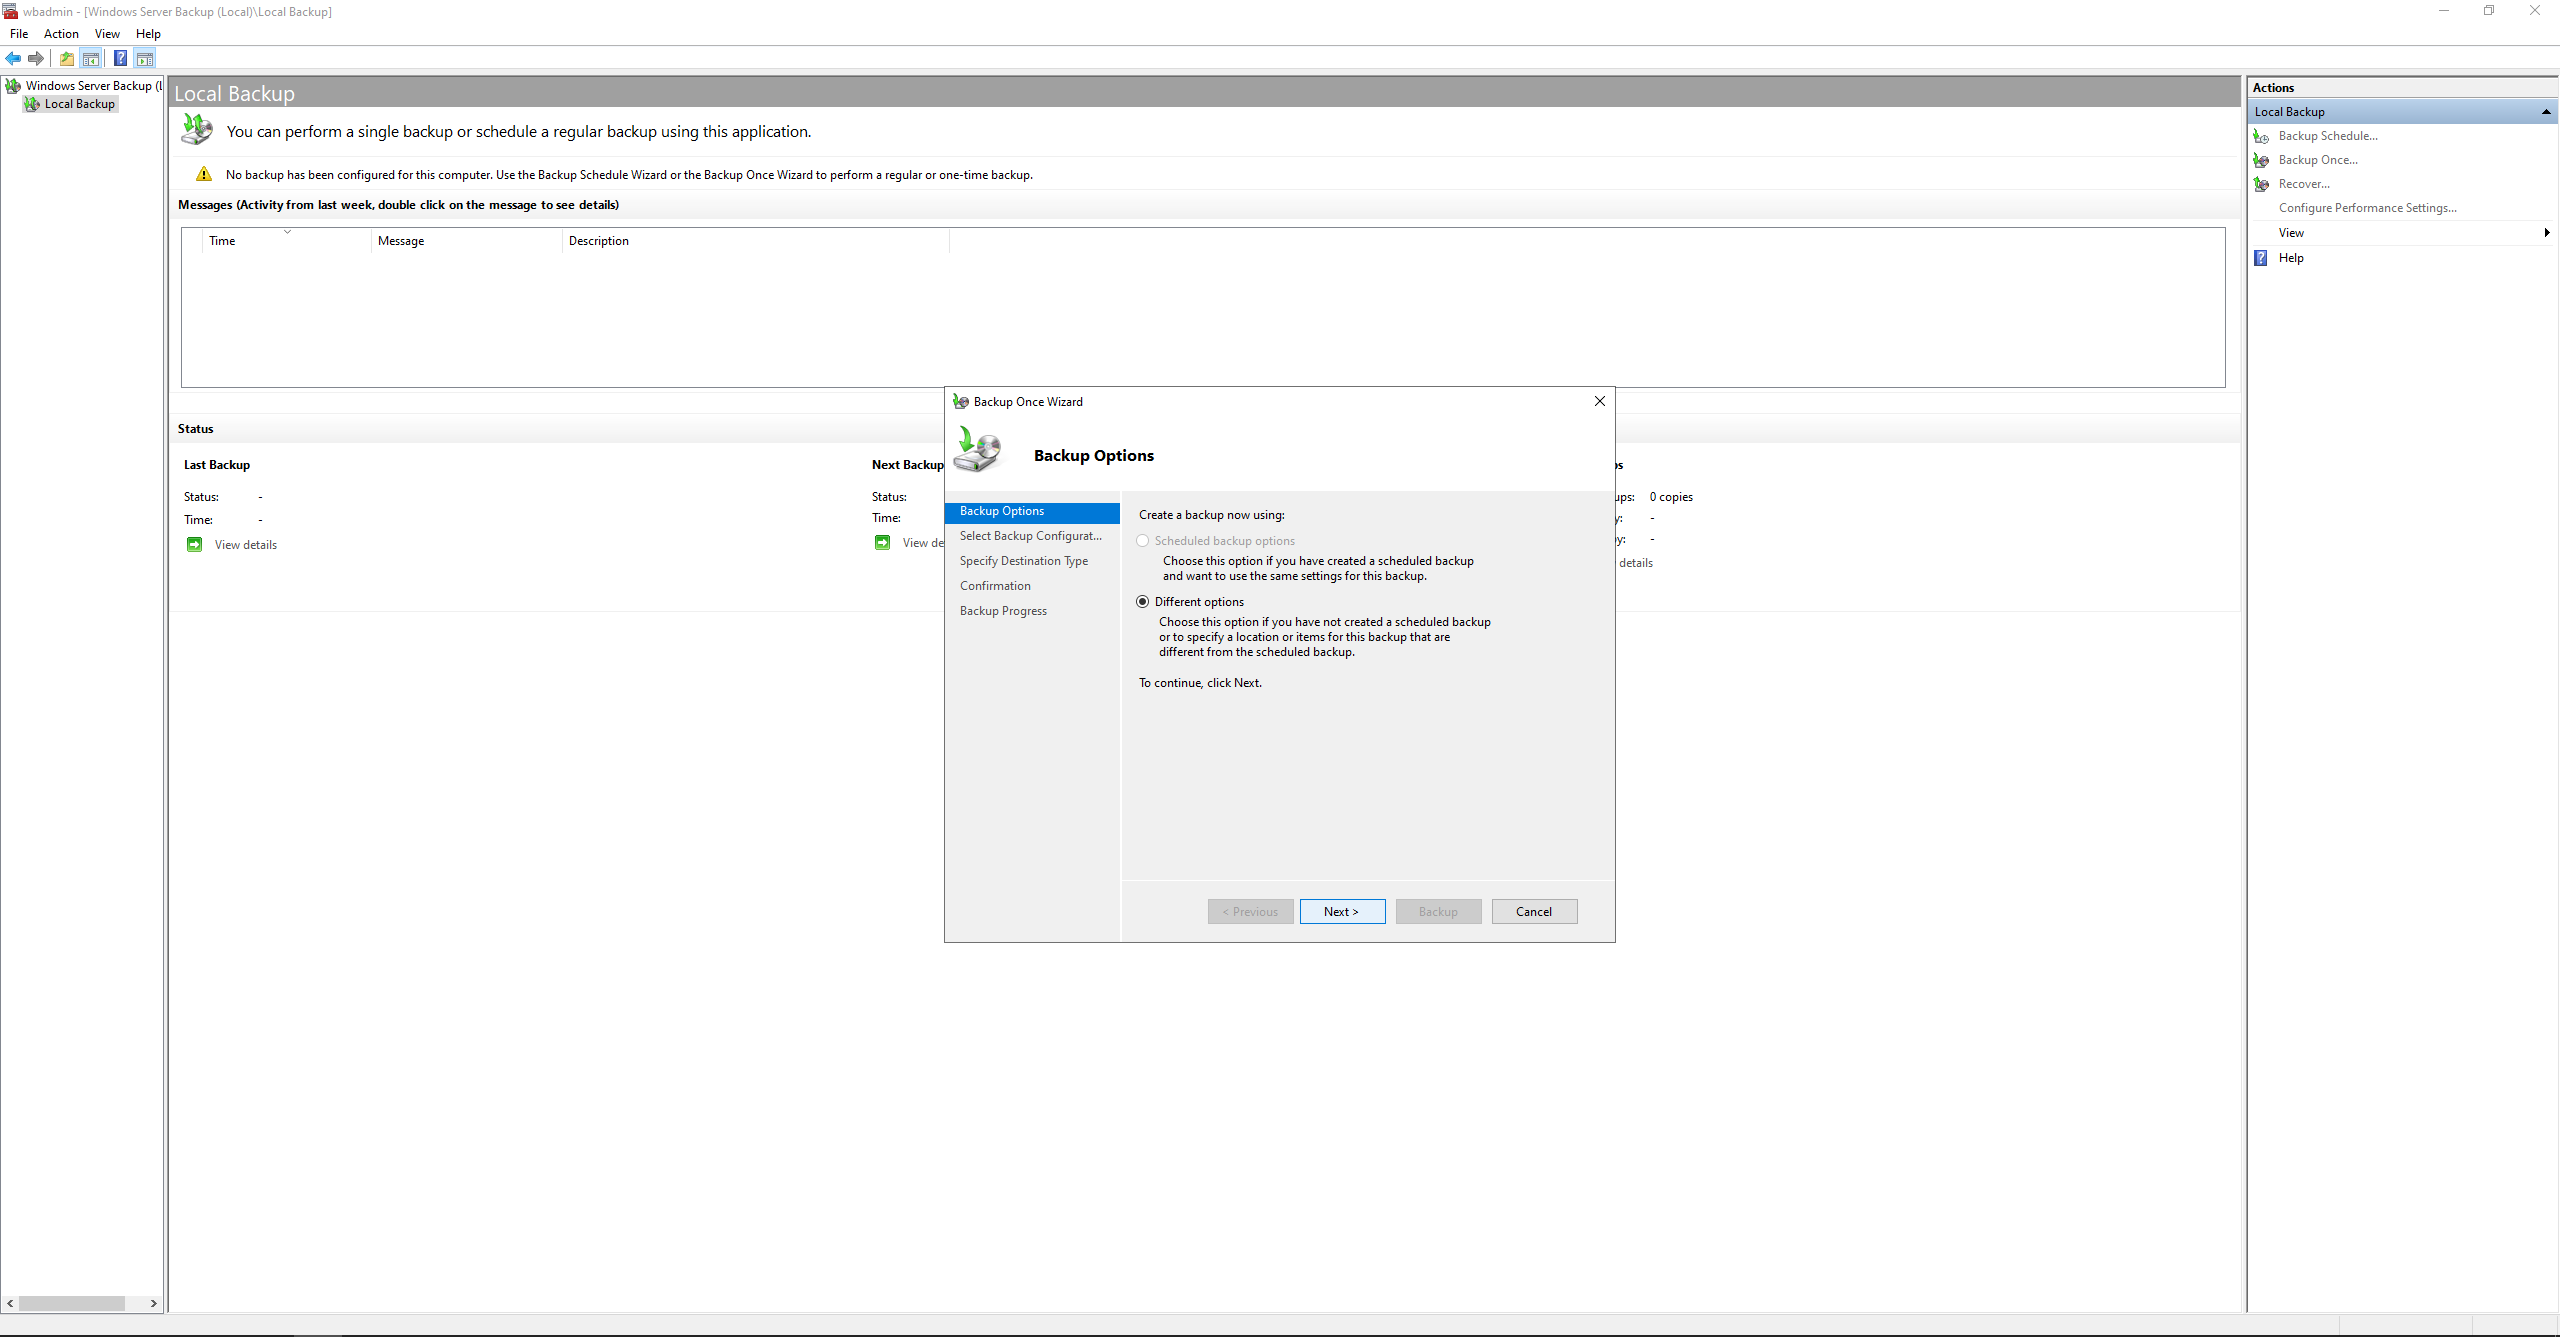 wbadmin - [Windows Server Backup (Local)\Local Backup]
File Action View Help
Windows Server Backup (L
Local Backup
Local Backup
You can perform a single backup or schedule a regular backup using this application.
No backup has been configured for this computer. Use the Backup Schedule Wizard or the Backup Once Wizard to perform a regular or one-time backup.
Messages (Activity from last week, double click on the message to see details)
Time Message Description
Status
Last Backup
Status: -
Time: -
View details
Next Backup
Status:
Time:
View de
ups: 0 copies
y: -
y: -
details
Backup Once Wizard
Backup Options
Backup Options
Select Backup Configurat...
Specify Destination Type
Confirmation
Backup Progress
Create a backup now using:
Scheduled backup options
Choose this option if you have created a scheduled backup
and want to use the same settings for this backup.
Different options
Choose this option if you have not created a scheduled backup
or to specify a location or items for this backup that are
different from the scheduled backup.
To continue, click Next.
< Previous Next > Backup Cancel
Actions
Local Backup
Backup Schedule...
Backup Once...
Recover...
Configure Performance Settings...
View
Help